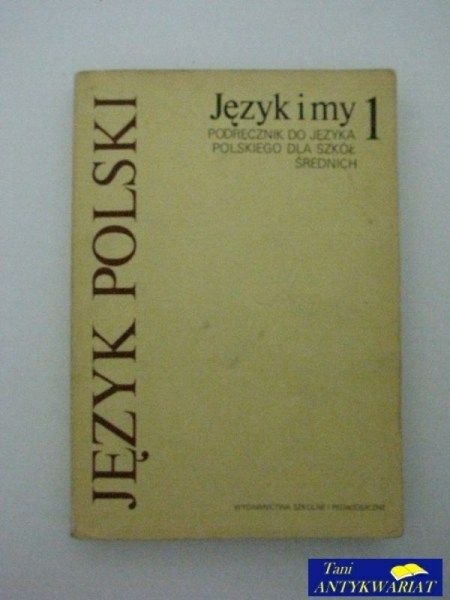 JĘZYK POLSKI
Język i my 1
PODRĘCZNIK DO JĘZYKA
POLSKIEGO DLA SZKÓŁ
ŚREDNICH
WYDAWNICTWA SZKOLNE I PEDAGOGICZNE
Tani
ANTYKWARIAT